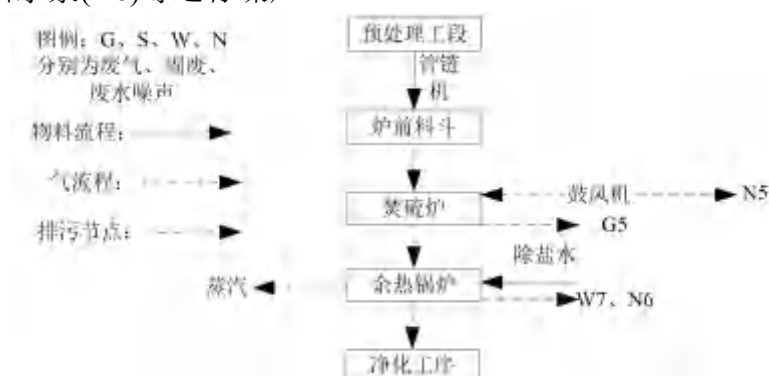 图例：G、S、W、N
分别为废气、固废、
废水噪声
物料流程：
气流程：
排污节点：
预处理工段
管链
机
炉前料斗
焚硫炉
鼓风机
N5
G5
除盐水
蒸汽
余热锅炉
W7、N6
净化工序